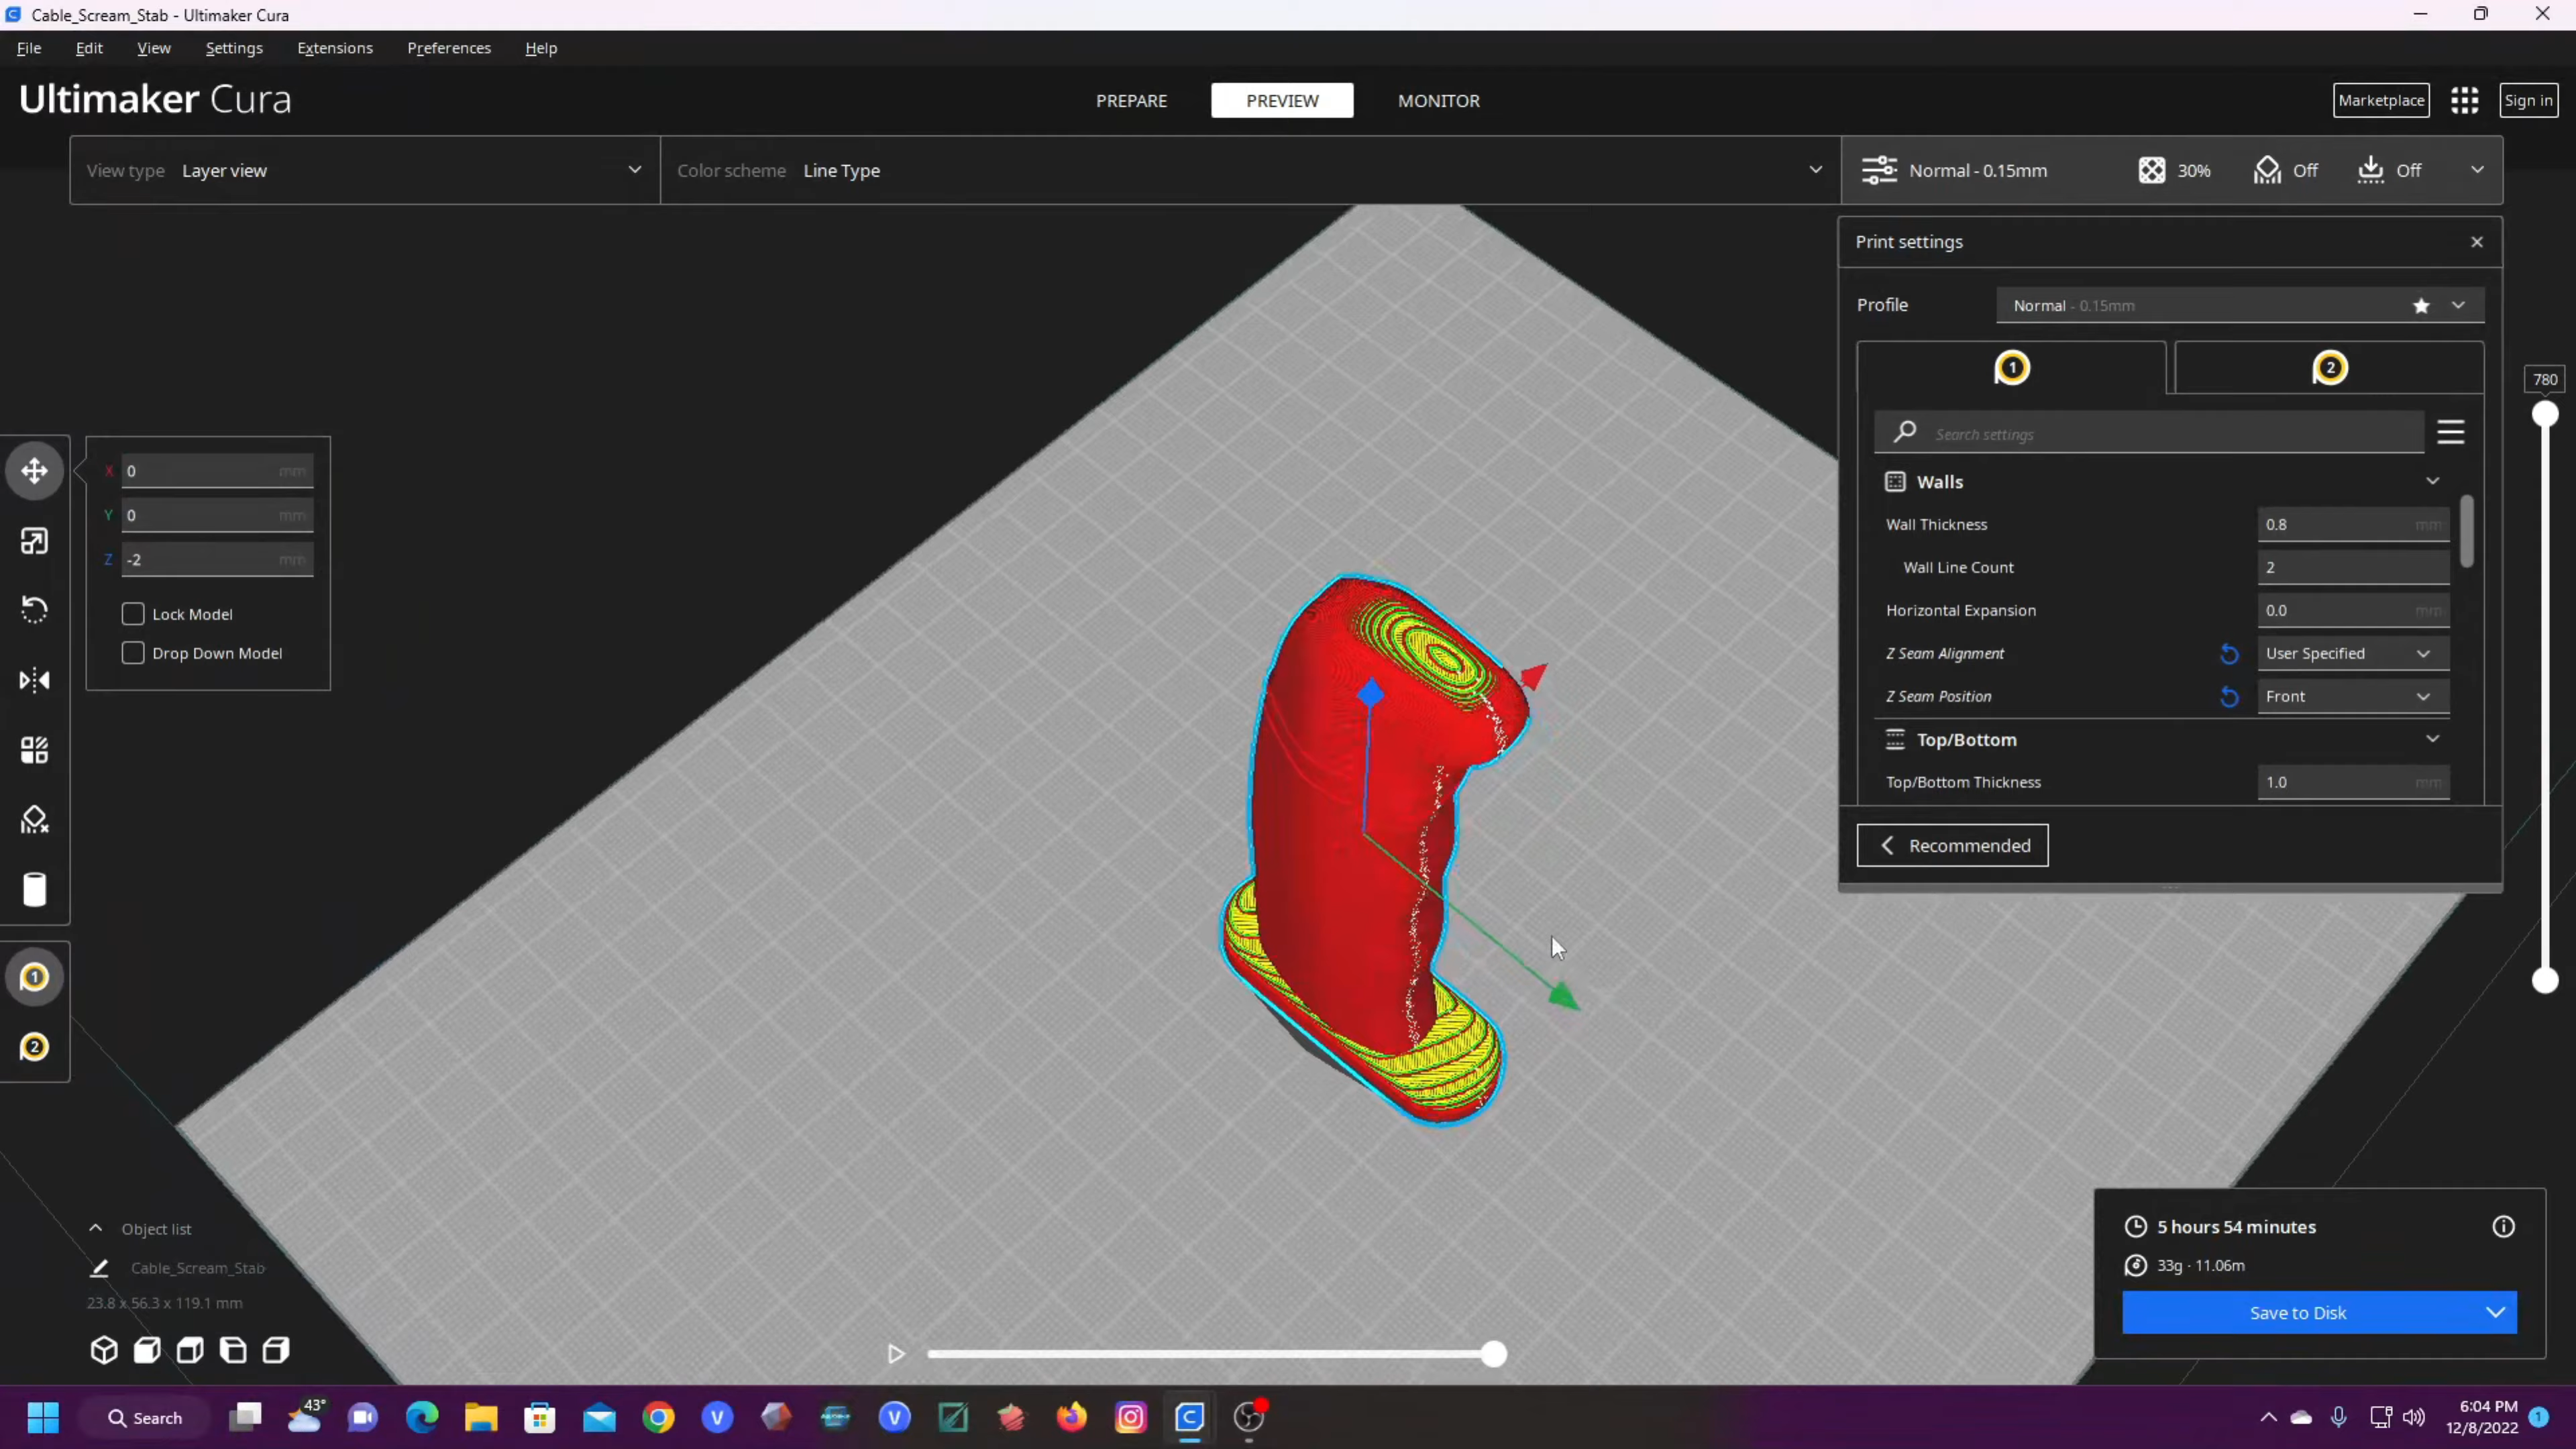 Cable_Scream_Stab - Ultimaker Cura
File Edit View Settings Extensions Preferences Help
Ultimaker Cura
PREPARE PREVIEW MONITOR
Marketplace Sign in
View type Layer view
Color scheme Line Type
Normal - 0.15mm 30% Off Off
Print settings
Profile Normal - 0.15mm
1 2
Search settings
780
Walls
Wall Thickness 0.8 mm
Wall Line Count 2
Horizontal Expansion 0.0 mm
Z Seam Alignment User Specified
Z Seam Position Front
Top/Bottom
Top/Bottom Thickness 1.0 mm
Recommended
X 0 mm
Y 0 mm
Z -2 mm
Lock Model
Drop Down Model
1
2
Object list
Cable_Scream_Stab
23.8 x 56.3 x 119.1 mm
5 hours 54 minutes
33g · 11.06m
Save to Disk
Search
43°
6:04 PM
12/8/2022
1